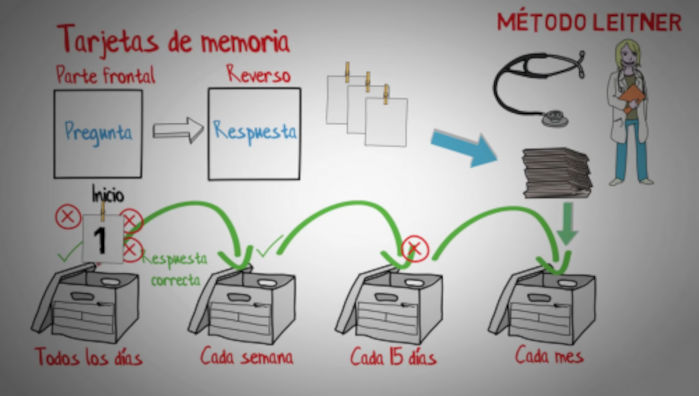 MÉTODO LEITNER
Tarjetas de memoria
Parte frontal
Reverso
Pregunta
Respuesta
Inicio
1
Respuesta
correcta
Todos los días
Cada semana
Cada 15 días
Cada mes